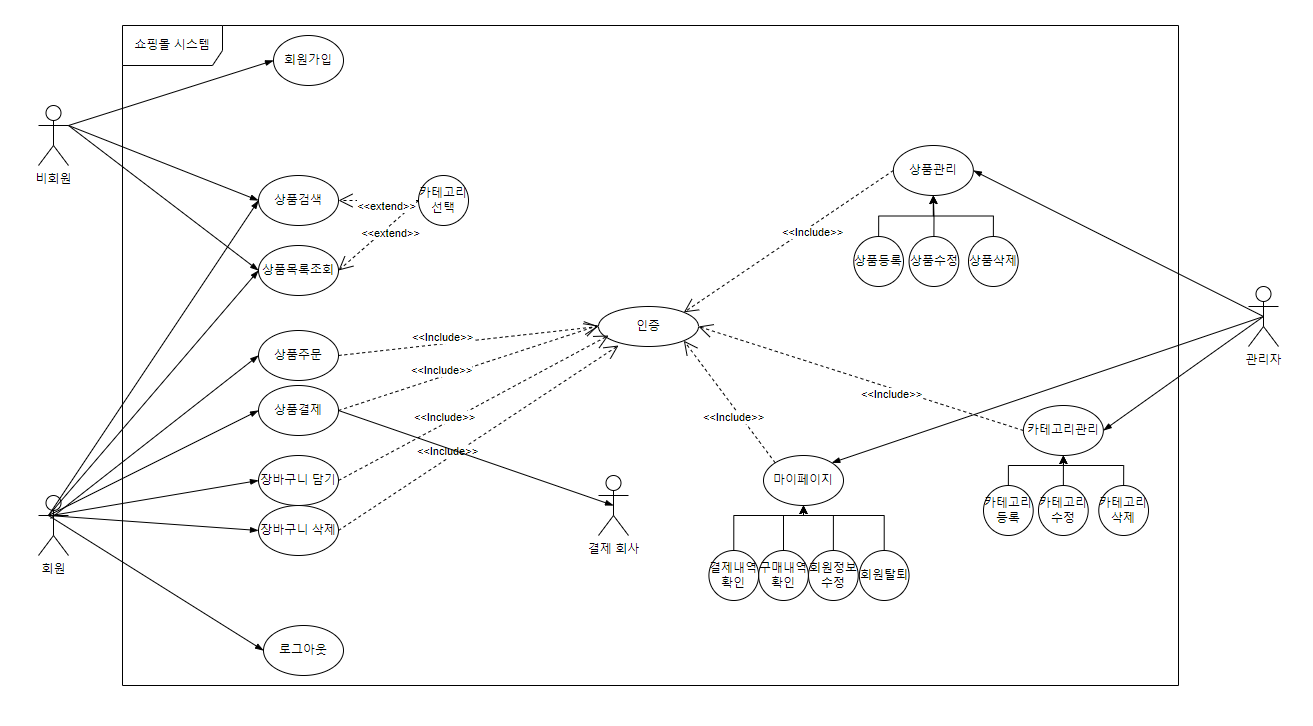 쇼핑몰 시스템
회원가입
비회원
상품검색
<<extend>>
카테고리
선택
<<extend>>
상품목록조회
상품관리
<<Include>>
상품등록
상품수정
상품삭제
인증
관리자
상품주문
<<Include>>
상품결제
<<Include>>
장바구니 담기
<<Include>>
장바구니 삭제
<<Include>>
회원
로그아웃
결제 회사
<<Include>>
마이페이지
결제내역
확인
구매내역
확인
회원정보
수정
회원탈퇴
<<Include>>
카테고리관리
카테고리
등록
카테고리
수정
카테고리
삭제